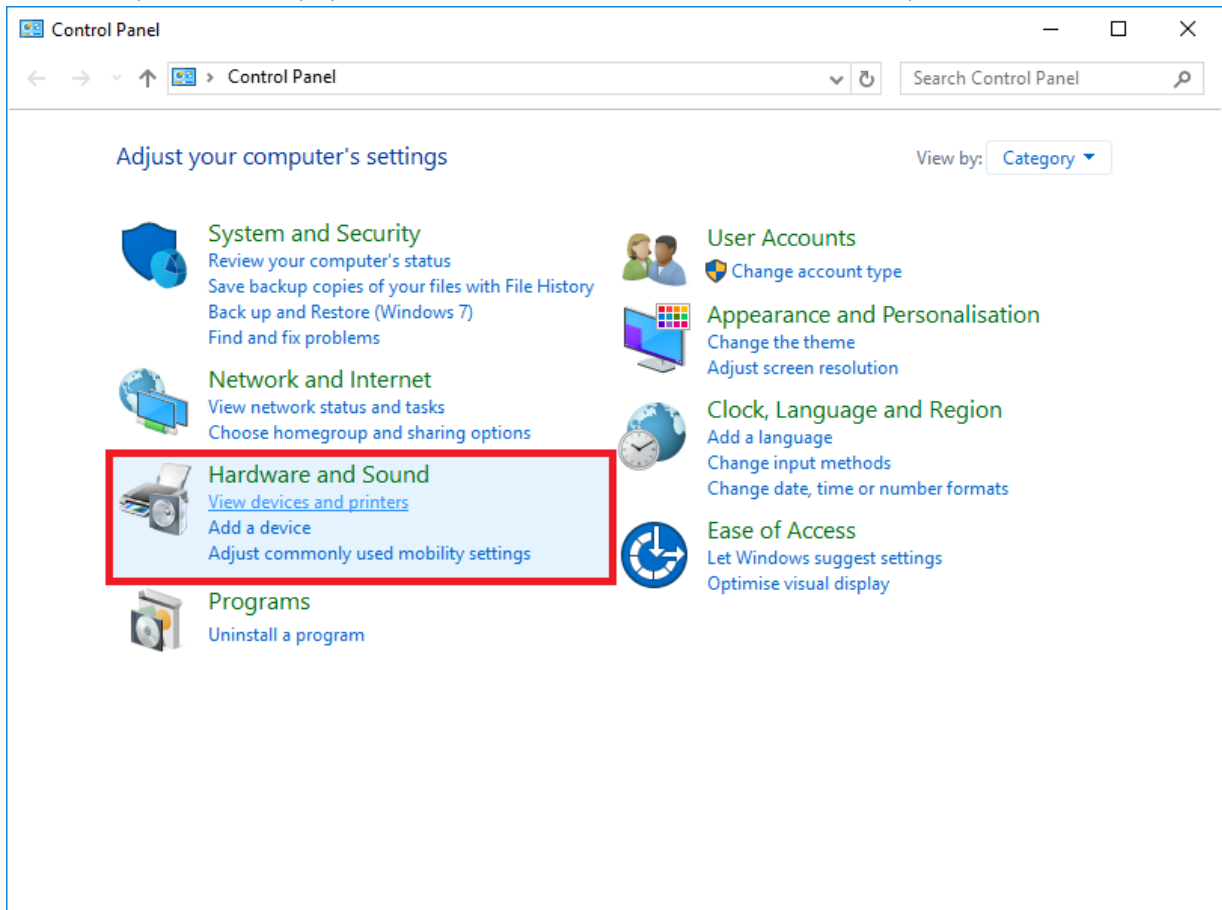 Control Panel
Control Panel
Search Control Panel
Adjust your computer's settings
View by: Category
System and Security
Review your computer's status
Save backup copies of your files with File History
Back up and Restore (Windows 7)
Find and fix problems
Network and Internet
View network status and tasks
Choose homegroup and sharing options
Hardware and Sound
View devices and printers
Add a device
Adjust commonly used mobility settings
Programs
Uninstall a program
User Accounts
Change account type
Appearance and Personalisation
Change the theme
Adjust screen resolution
Clock, Language and Region
Add a language
Change input methods
Change date, time or number formats
Ease of Access
Let Windows suggest settings
Optimise visual display